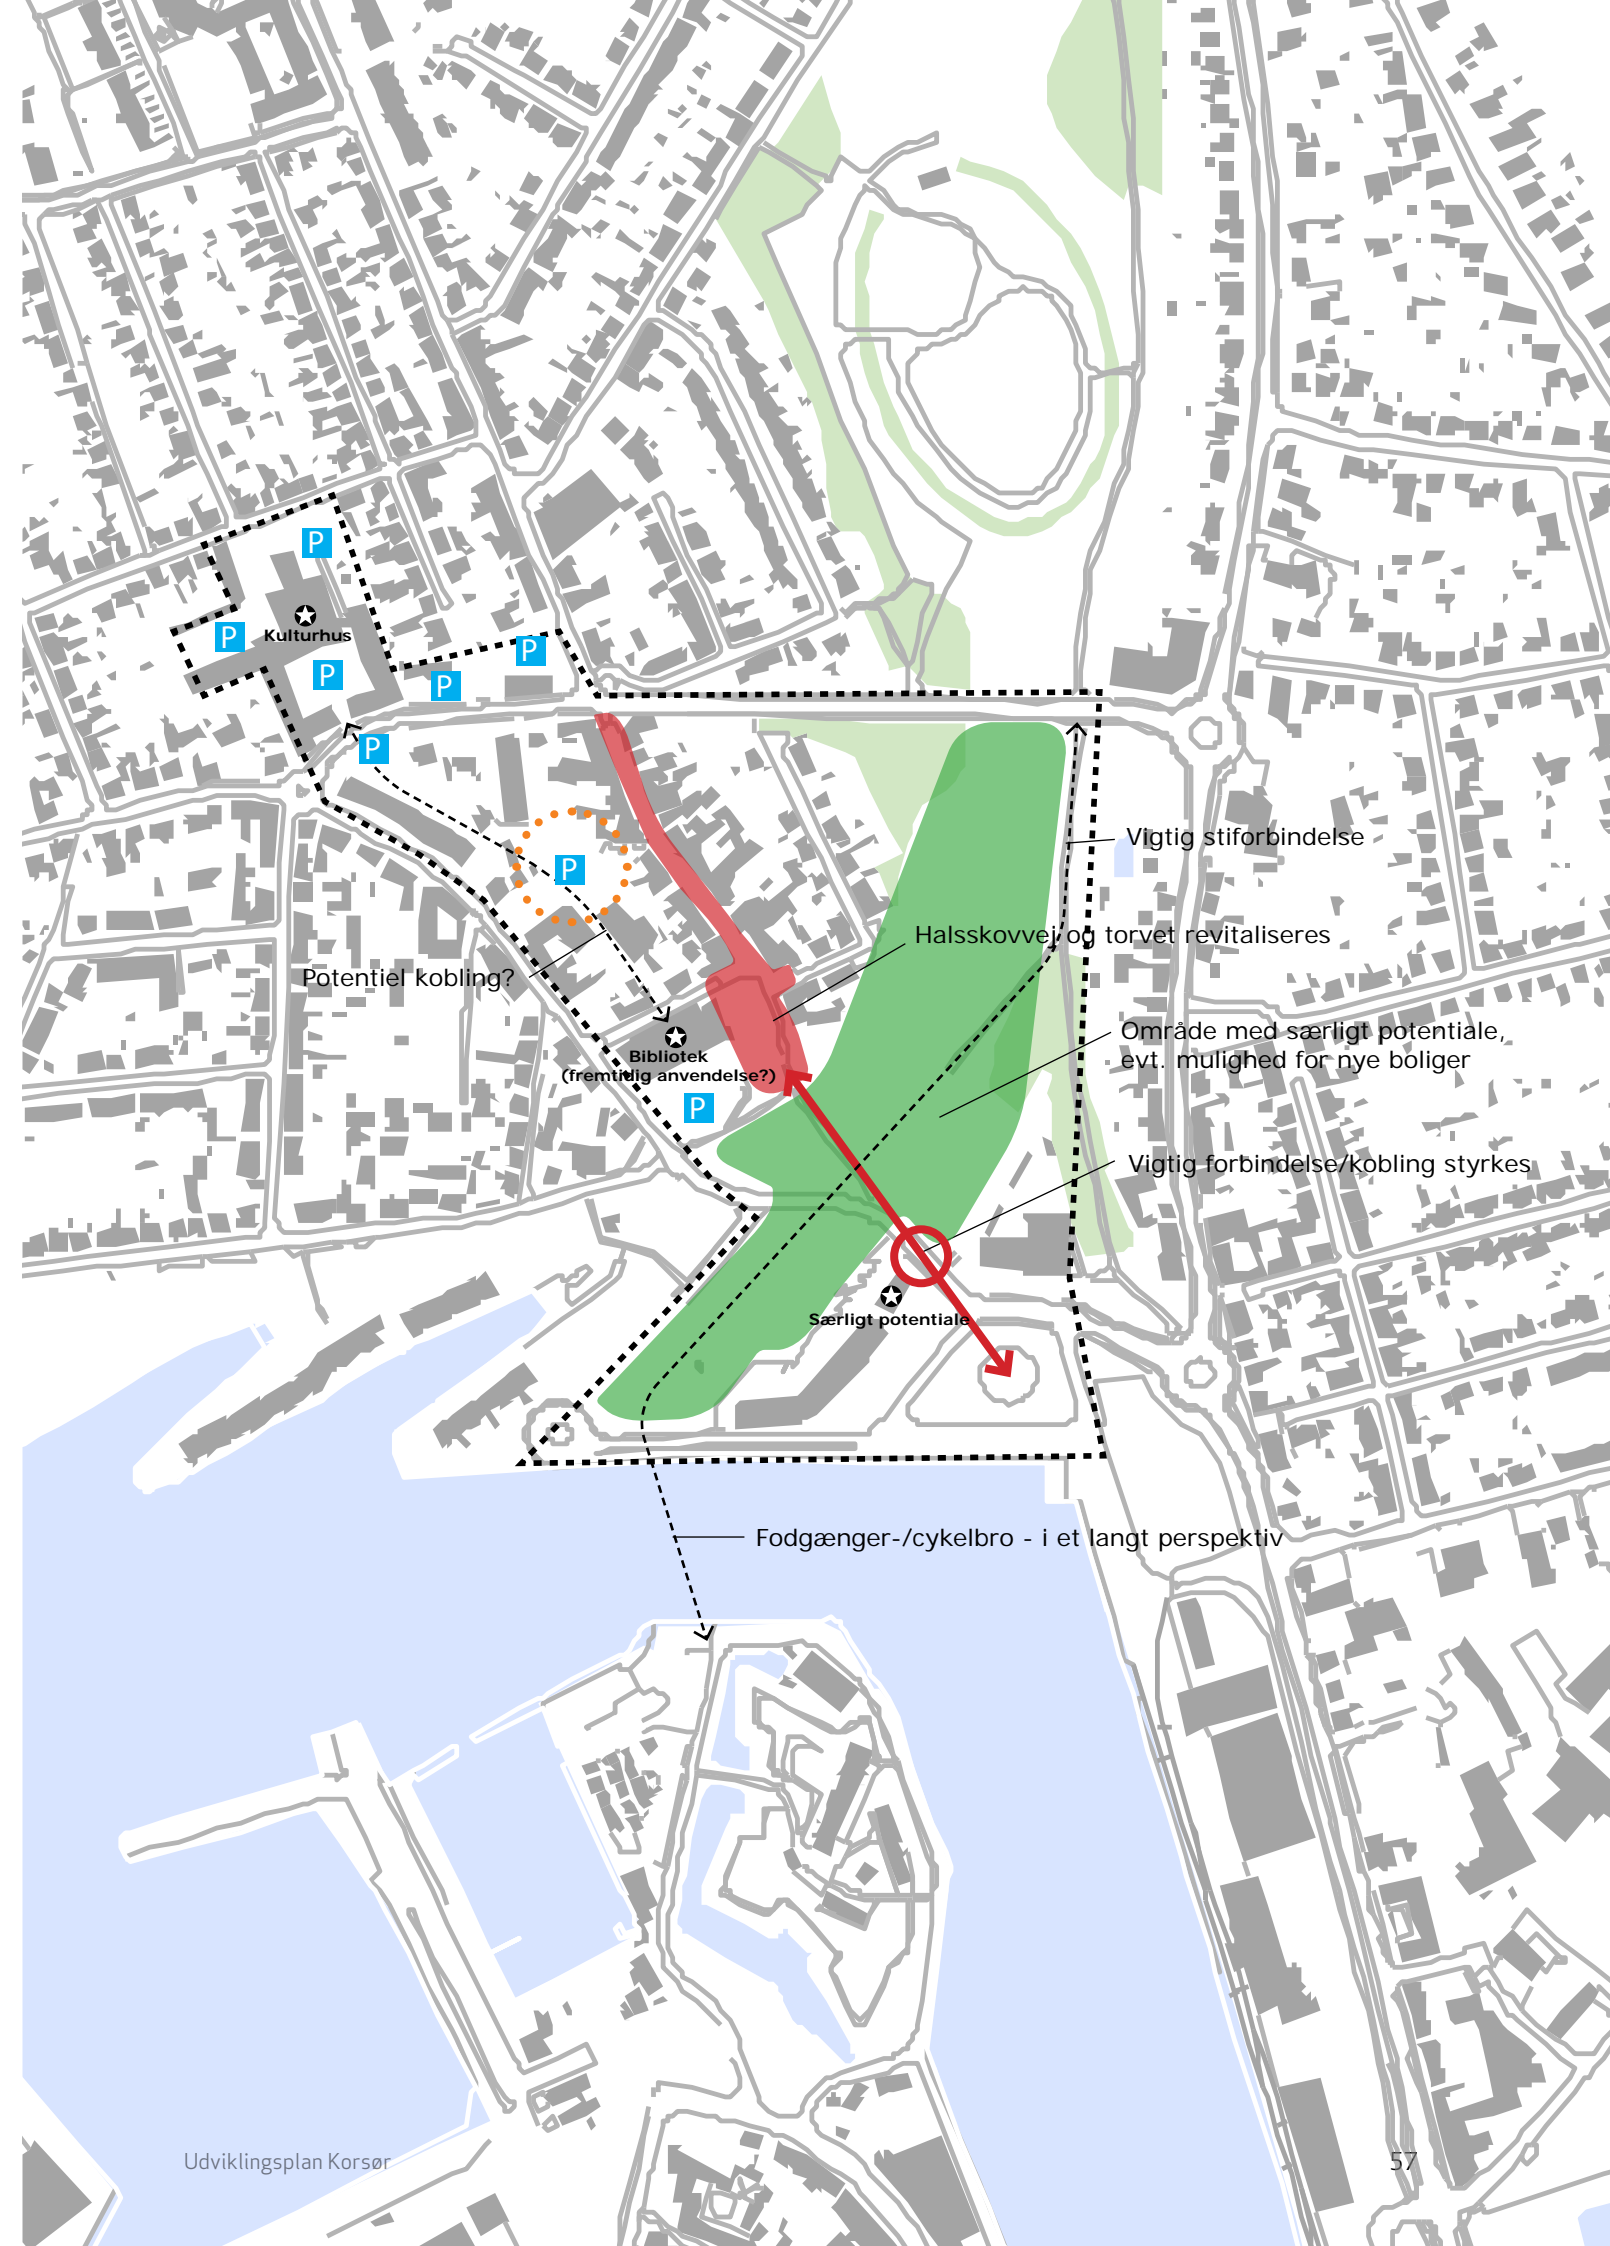 P
P
Kulturhus
P
P
P
P
P
Vigtig stiforbindelse
P
Halsskovvej og torvet revitaliseres
Potentiel kobling?
Område med særligt potentiale,
evt. mulighed for nye boliger
Bibliotek
(fremtidig anvendelse?)
P
Vigtig forbindelse/kobling styrkes
Særligt potentiale
Fodgænger-/cykelbro - i et langt perspektiv
Udviklingsplan Korsør
57